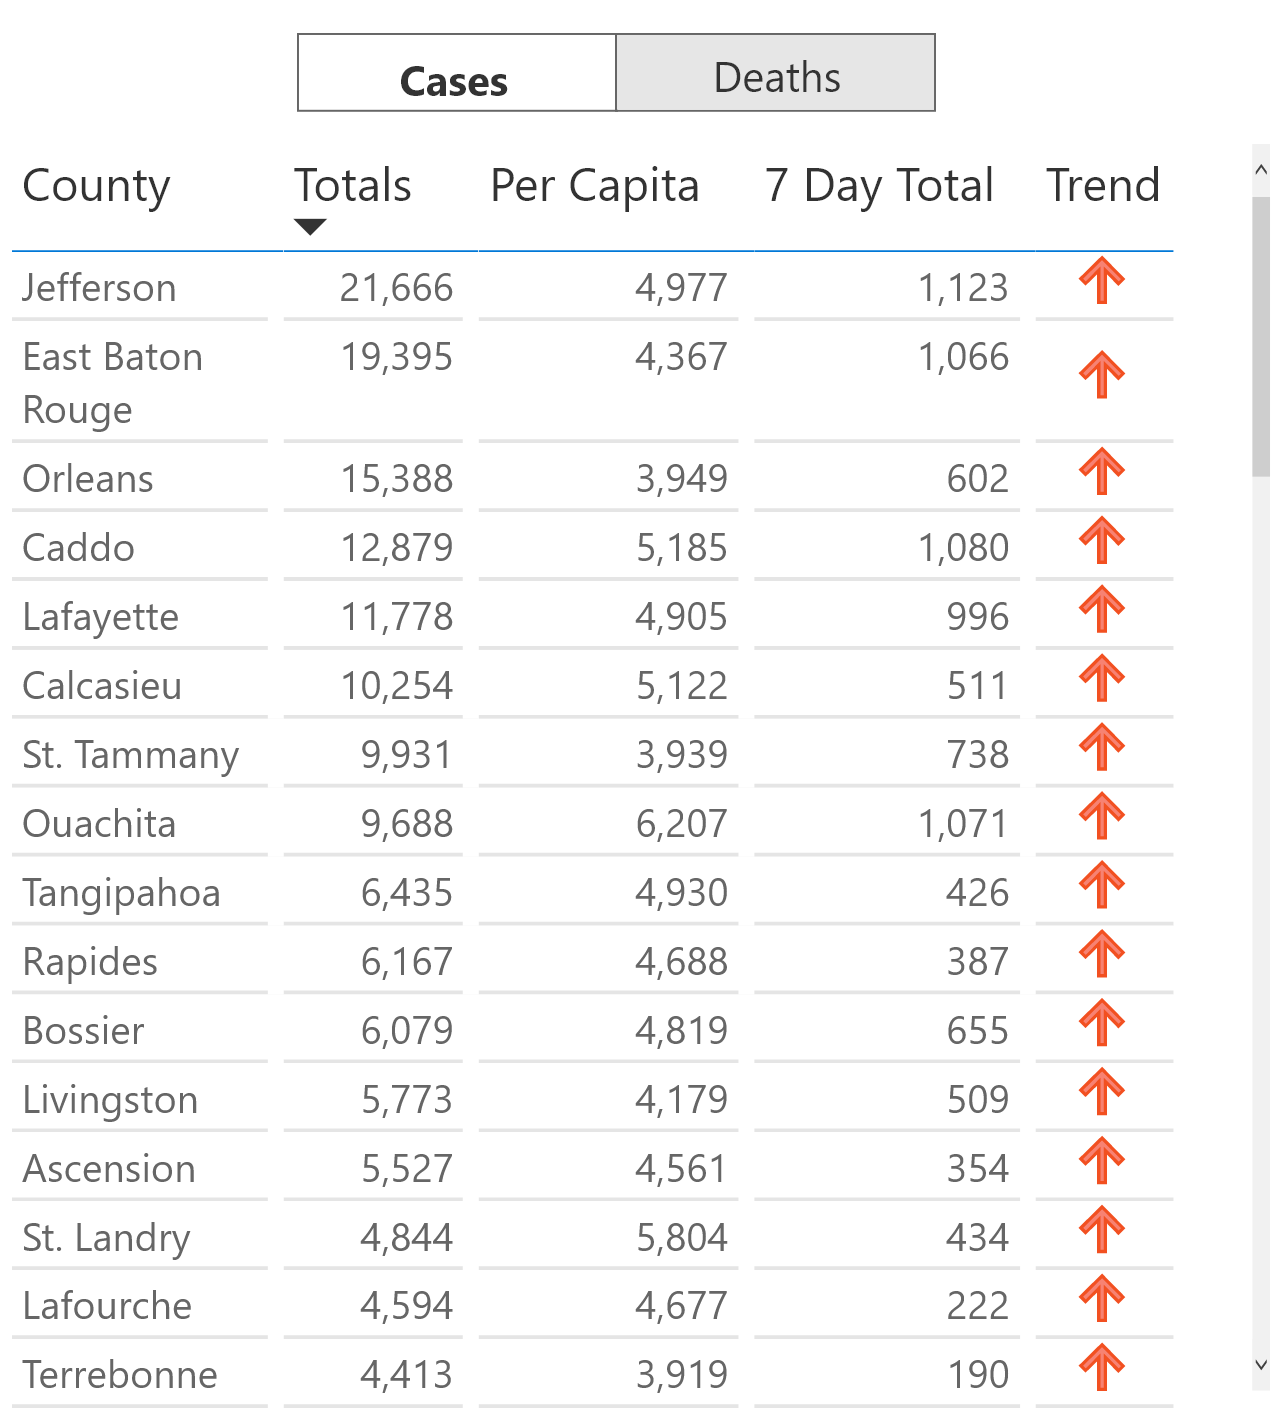 Cases Deaths
County Totals Per Capita 7 Day Total Trend
Jefferson 21,666 4,977 1,123
East Baton 19,395 4,367 1,066
Rouge
Orleans 15,388 3,949 602
Caddo 12,879 5,185 1,080
Lafayette 11,778 4,905 996
Calcasieu 10,254 5,122 511
St. Tammany 9,931 3,939 738
Ouachita 9,688 6,207 1,071
Tangipahoa 6,435 4,930 426
Rapides 6,167 4,688 387
Bossier 6,079 4,819 655
Livingston 5,773 4,179 509
Ascension 5,527 4,561 354
St. Landry 4,844 5,804 434
Lafourche 4,594 4,677 222
Terrebonne 4,413 3,919 190